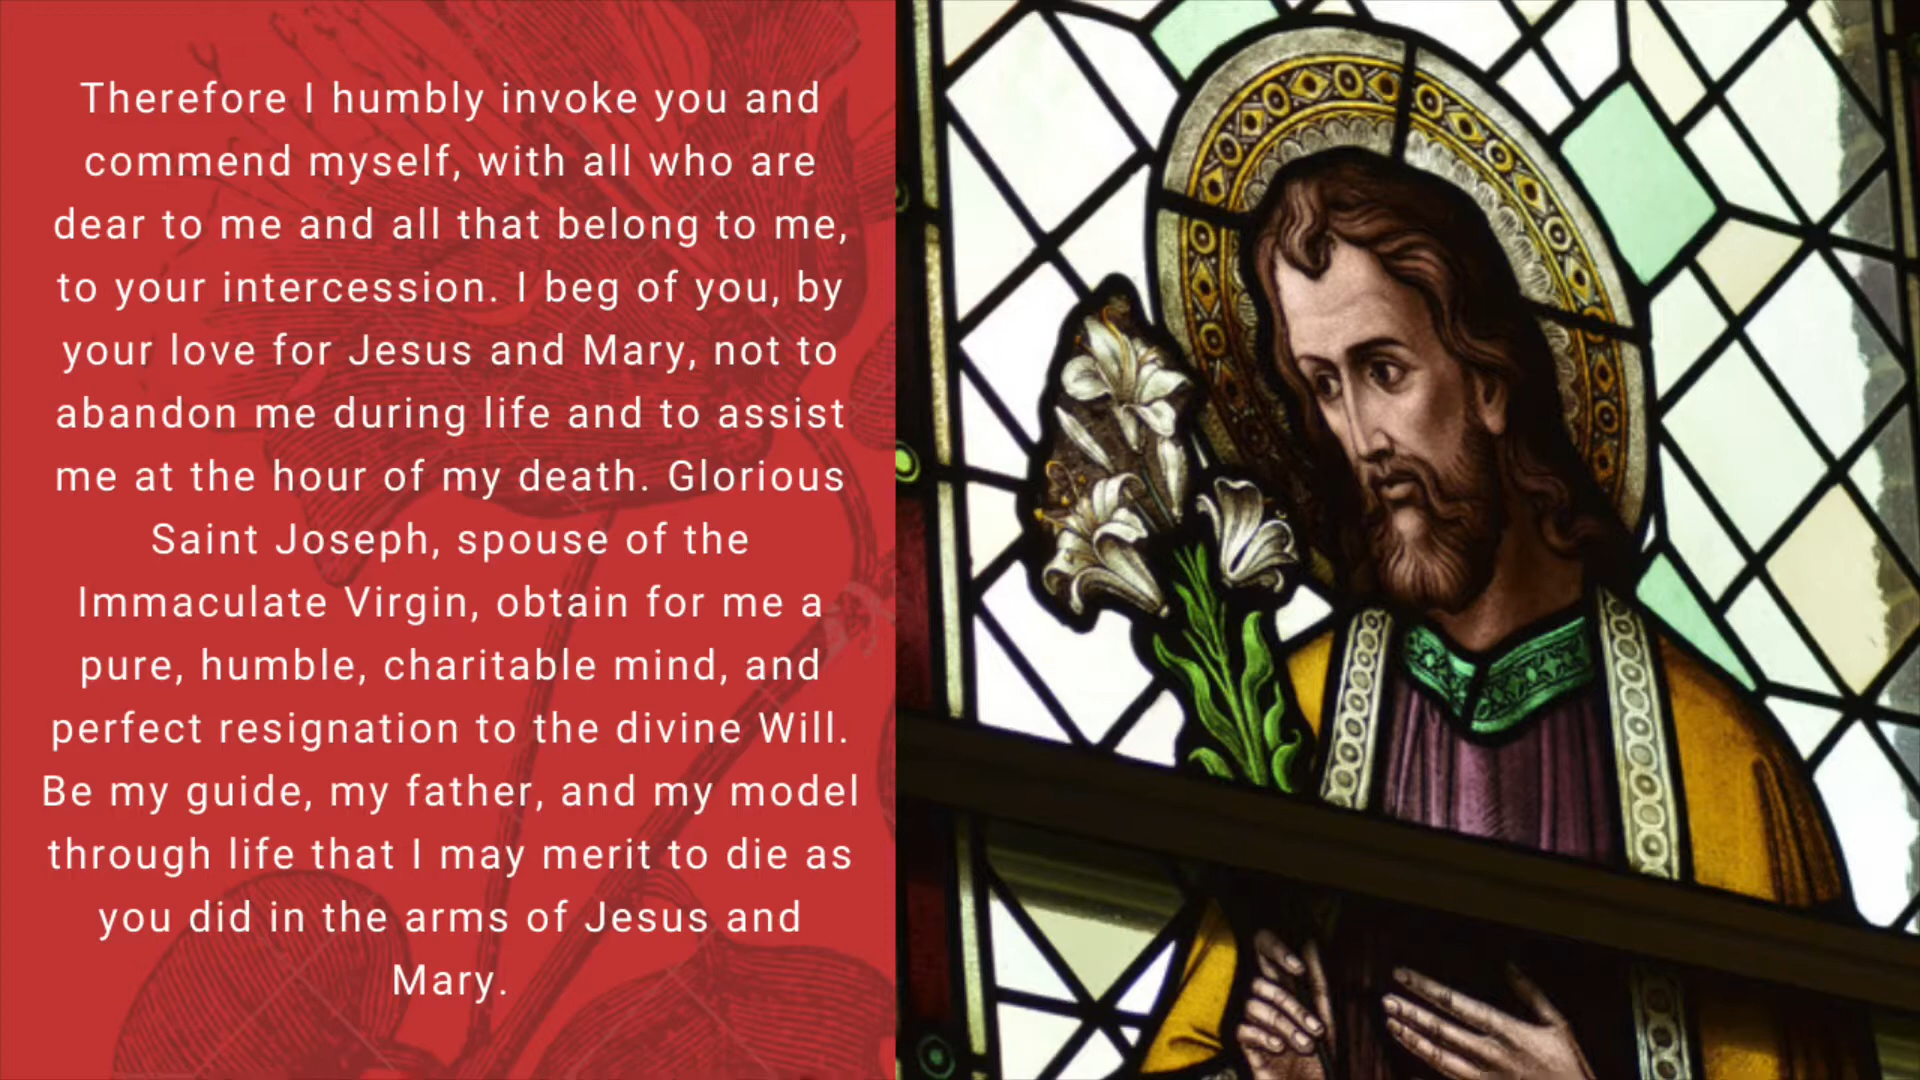 Therefore I humbly invoke you and
commend myself, with all who are
dear to me and all that belong to me,
to your intercession. I beg of you, by
your love for Jesus and Mary, not to
abandon me during life and to assist
me at the hour of my death. Glorious
Saint Joseph, spouse of the
Immaculate Virgin, obtain for me a
pure, humble, charitable mind, and
perfect resignation to the divine Will.
Be my guide, my father, and my model
through life that I may merit to die as
you did in the arms of Jesus and
Mary.